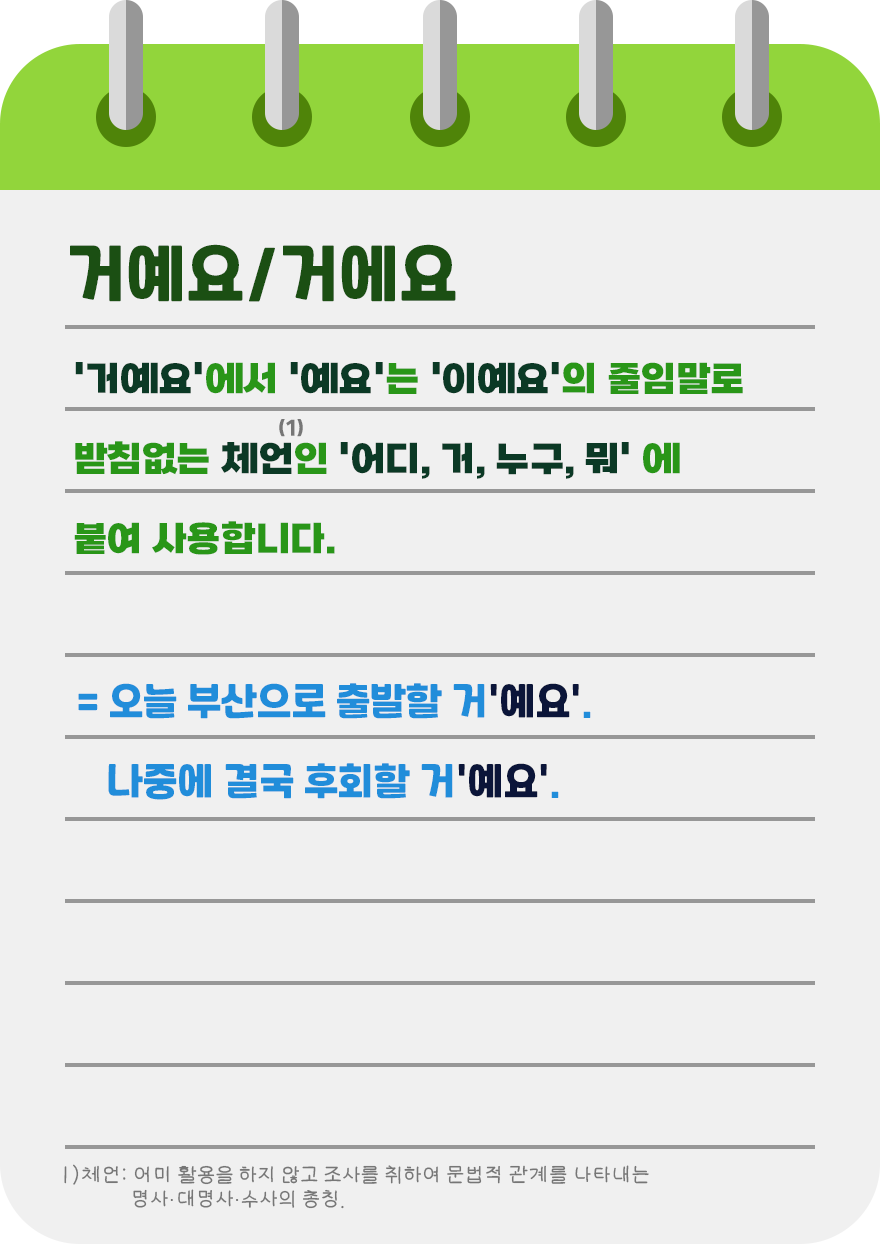 거예요/거에요
'거예요'에서 '예요'는 '이예요'의 줄임말로
(1)
받침없는 체언인 '어디, 거, 누구, 뭐' 에
붙여 사용합니다.
= 오늘 부산으로 출발할 거'예요'.
나중에 결국 후회할 거'예요'.
1)체언: 어미 활용을 하지 않고 조사를 취하여 문법적 관계를 나타내는
명사·대명사·수사의 총칭.